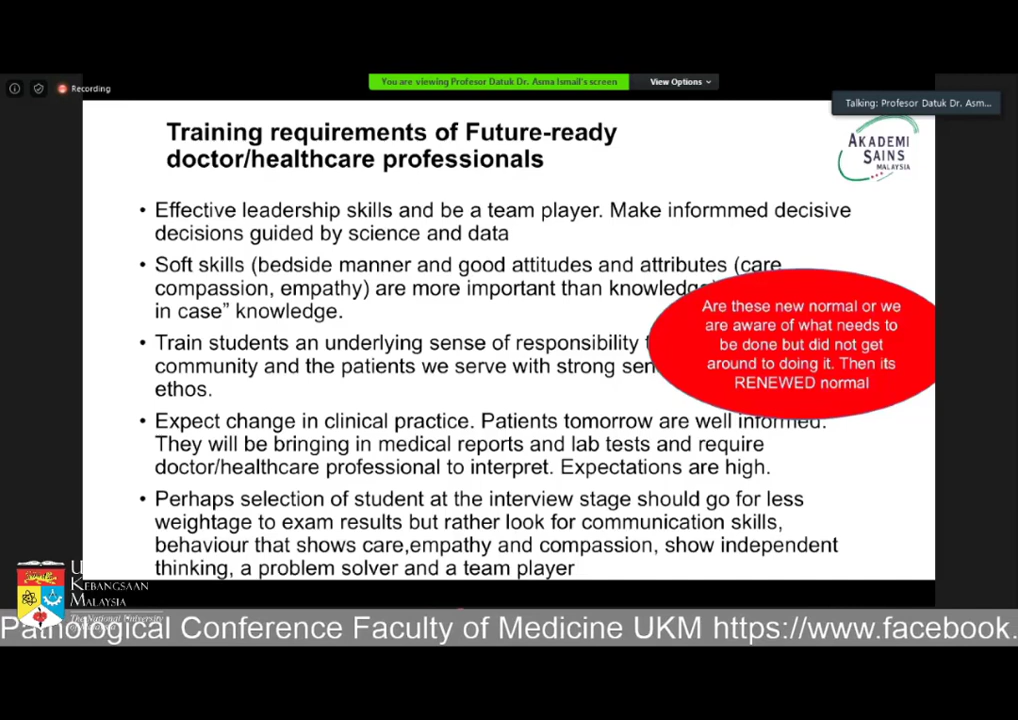 You are viewing Profesor Datuk Dr. Asma Ismail's screen
View Options
Recording
Talking: Profesor Datuk Dr. Asm...
Training requirements of Future-ready
doctor/healthcare professionals
AKADEMI
SAINS
MALAYSIA
• Effective leadership skills and be a team player. Make informmed decisive
decisions guided by science and data
• Soft skills (bedside manner and good attitudes and attributes (care
compassion, empathy) are more important than knowledge
in case” knowledge.
• Train students an underlying sense of responsibility
community and the patients we serve with strong
ethos.
Are these new normal or we
are aware of what needs to
be done but did not get
around to doing it. Then its
RENEWED normal
• Expect change in clinical practice. Patients tomorrow are well informed.
They will be bringing in medical reports and lab tests and require
doctor/healthcare professional to interpret. Expectations are high.
• Perhaps selection of student at the interview stage should go for less
weightage to exam results but rather look for communication skills,
behaviour that shows care,empathy and compassion, show independent
thinking, a problem solver and a team player
KEBANGSAAN
MALAYSIA
The National University
Pathological Conference Faculty of Medicine UKM https://www.facebook.